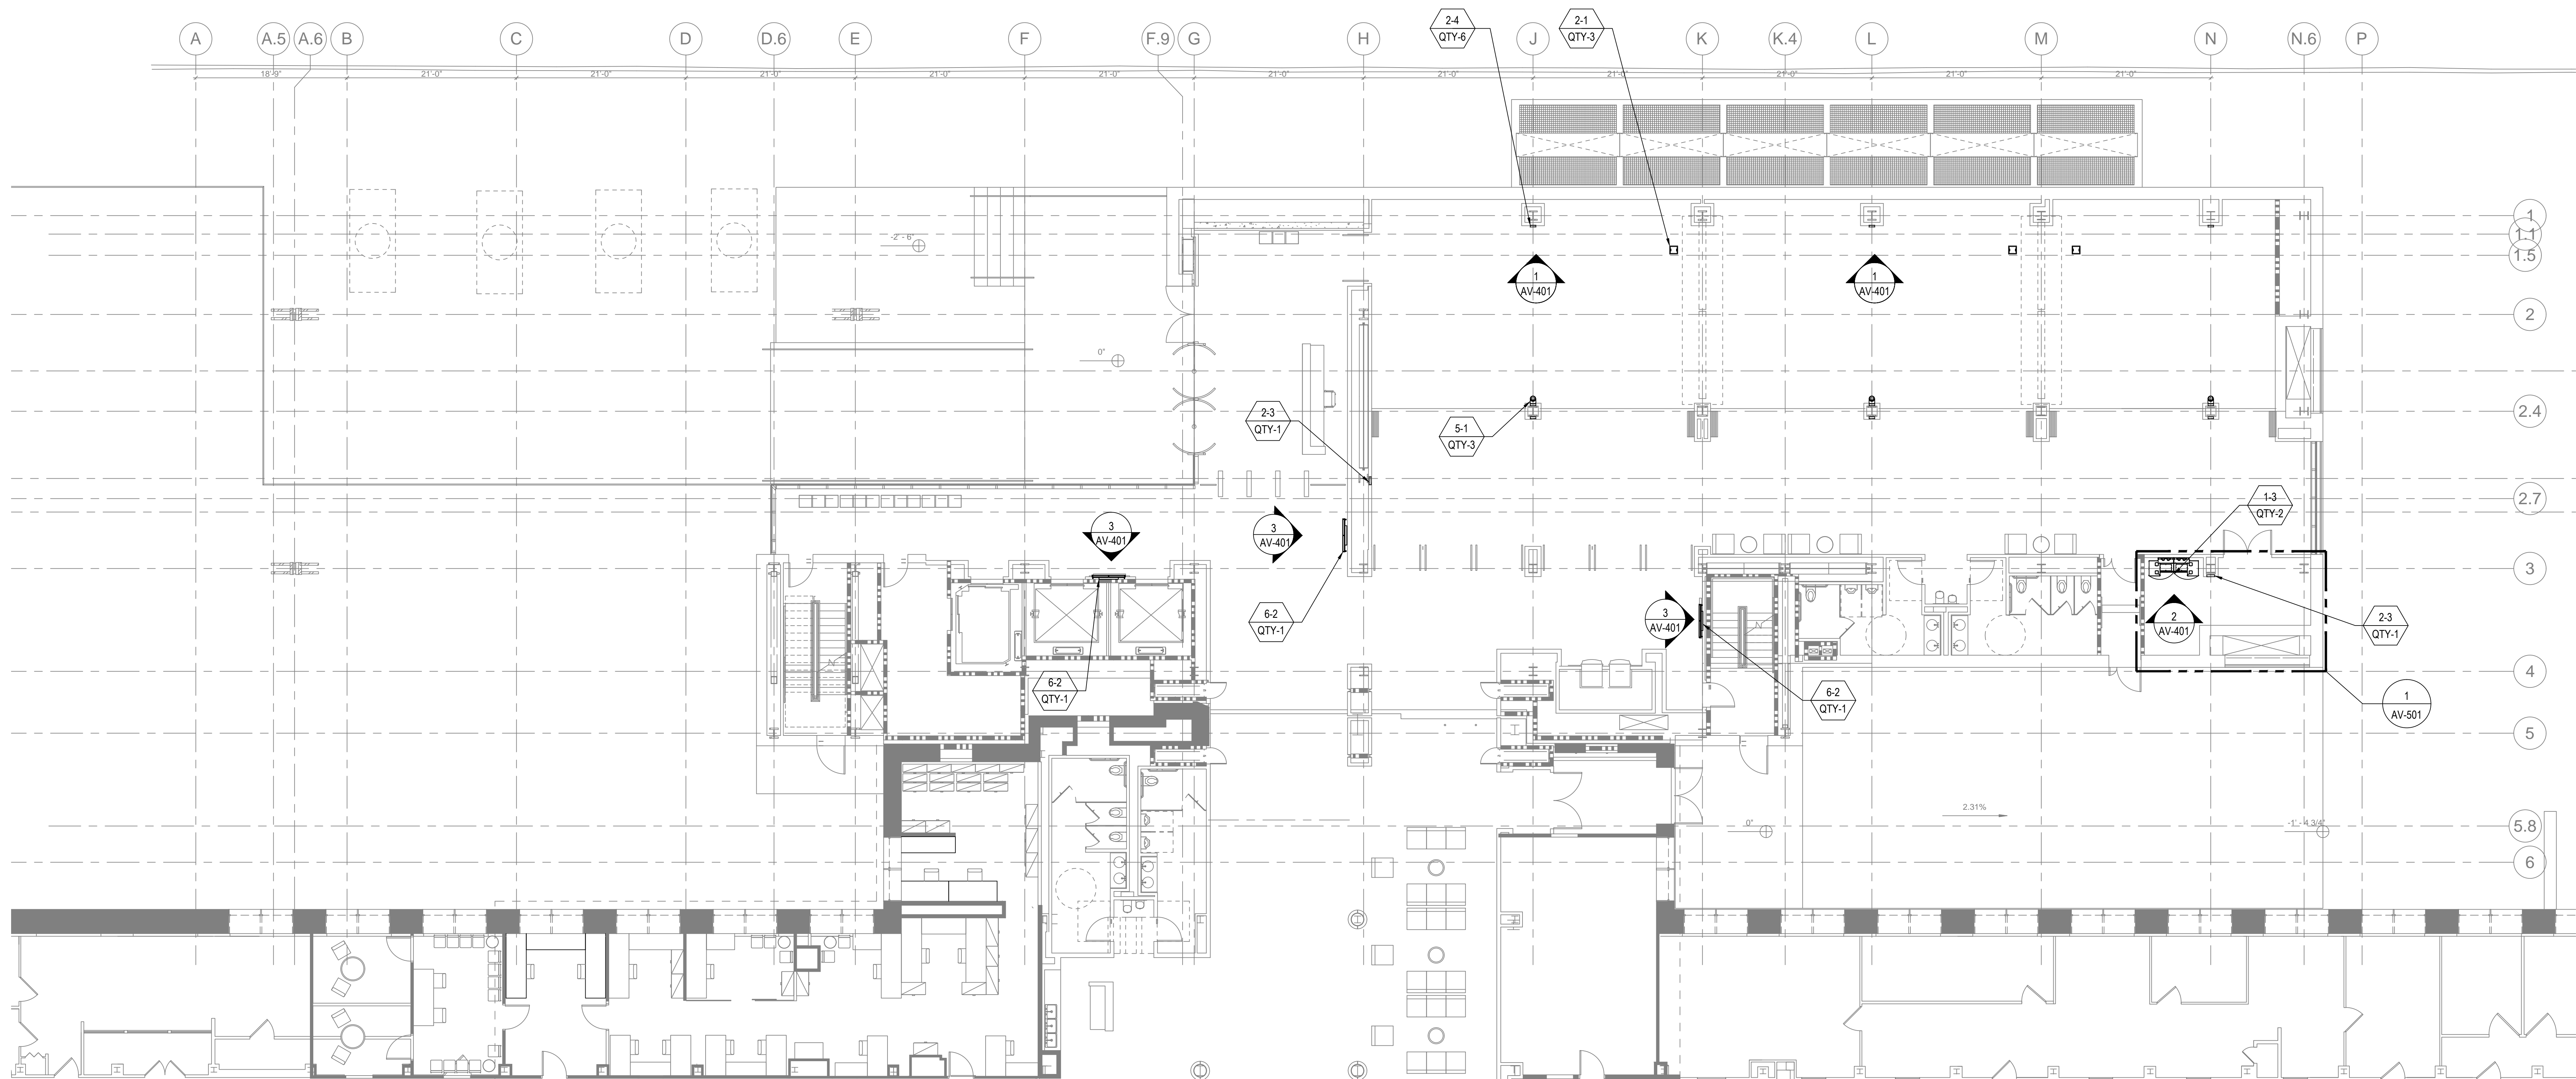 2-4
QTY-6
2-1
QTY-3
A
A.5
A.6
B
C
D
D.6
E
F
F.9
G
H
J
K
K.4
L
M
N
N.6
P
18'-9"
21'-0"
21'-0"
21'-0"
21'-0"
21'-0"
21'-0"
21'-0"
21'-0"
21'-0"
21'-0"
21'-0"
1
1.1
1.5
-2' - 6"
1
AV-401
1
AV-401
2
0"
2-3
QTY-1
5-1
QTY-3
2.4
1-3
QTY-2
2.7
3
AV-401
3
AV-401
3
6-2
QTY-1
3
AV-401
2
AV-401
2-3
QTY-1
6-2
QTY-1
6-2
QTY-1
4
1
AV-501
5
2.31%
0"
-1' - 4 3/4"
5.8
6